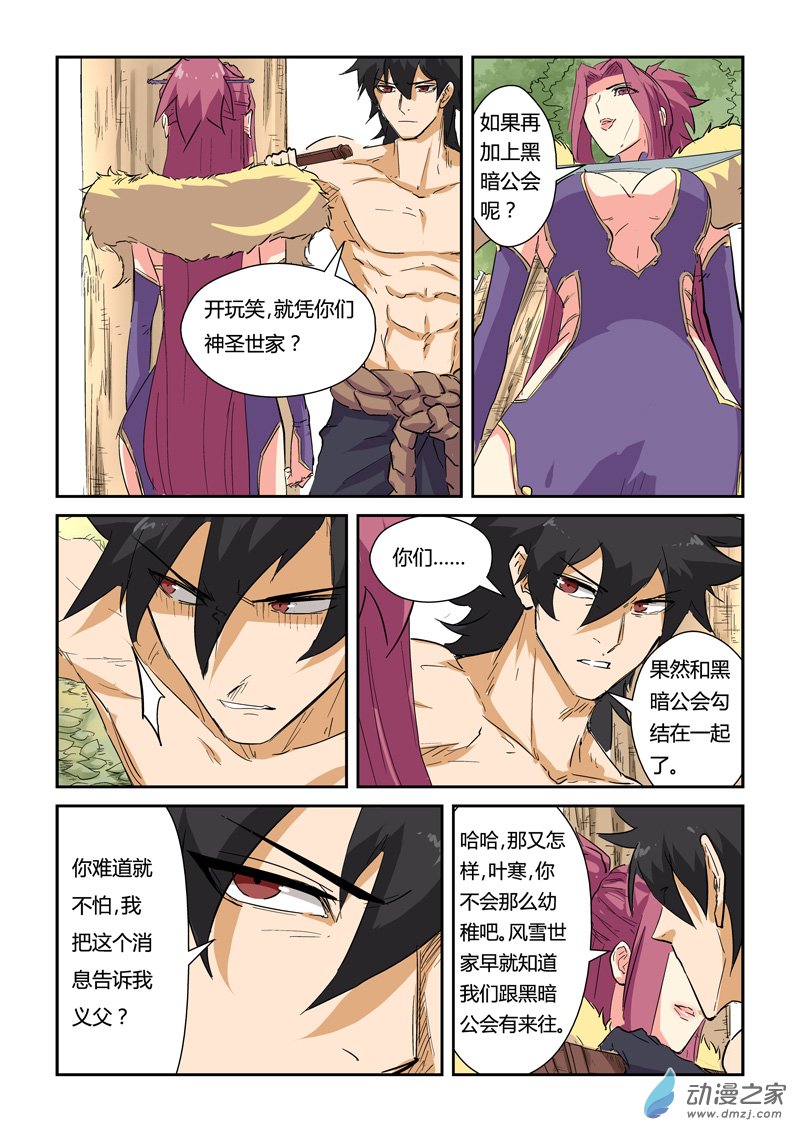 开玩笑，就凭你们
神圣世家？
如果再
加上黑
暗公会
呢？
你们……
果然和黑
暗公会勾
结在一起
了。
你难道就
不怕，我
把这个消
息告诉我
义父？
哈哈，那又怎
样，叶寒，你
不会那么幼
稚吧。风雪世
家早就知道
我们跟黑暗
公会有来往。
动漫之家
www.dmzj.com